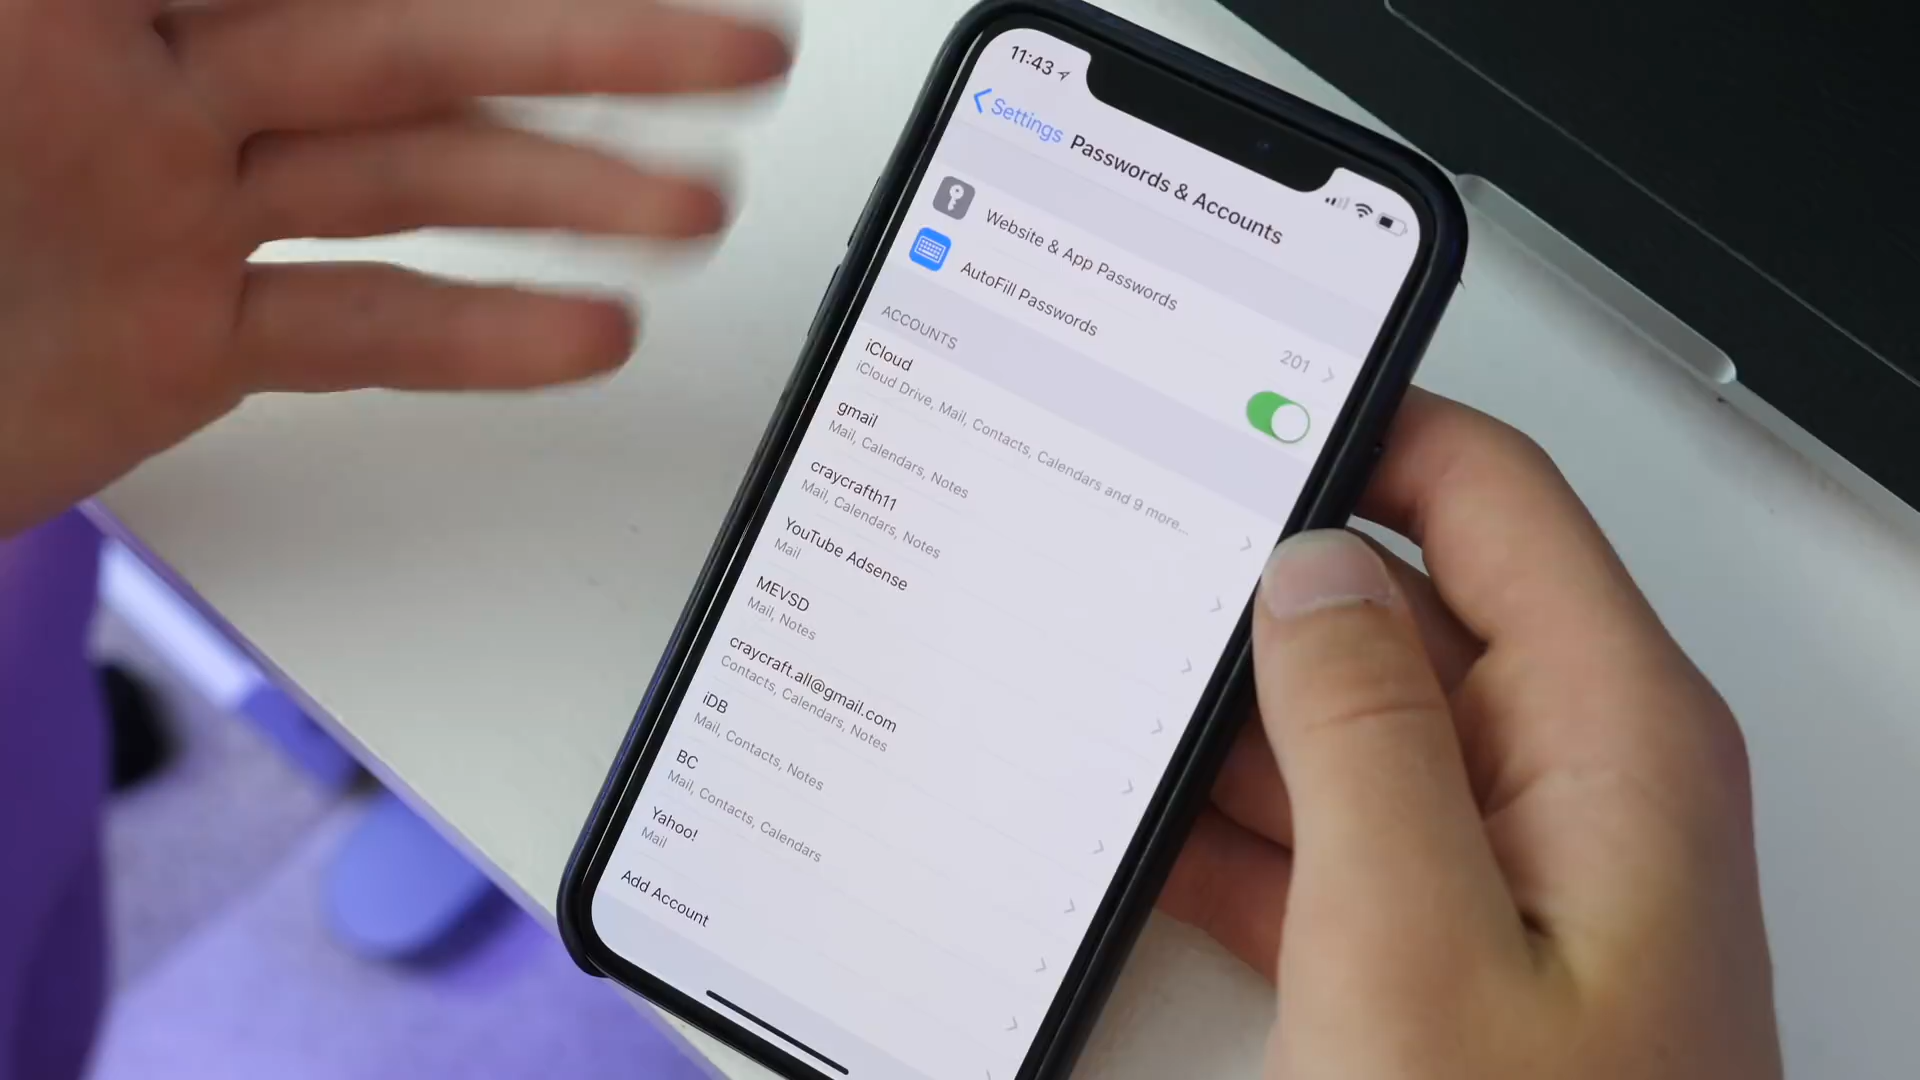 11:43
Settings
Passwords & Accounts
Website & App Passwords
201
AutoFill Passwords
ACCOUNTS
iCloud
iCloud Drive, Mail, Contacts, Calendars and 9 more...
gmail
Mail, Calendars, Notes
craycrafth11
Mail, Calendars, Notes
YouTube Adsense
Mail
MEVSD
Mail, Notes
craycraft.all@gmail.com
Contacts, Calendars, Notes
iDB
Mail, Contacts, Notes
BC
Mail, Contacts, Calendars
Yahoo!
Mail
Add Account